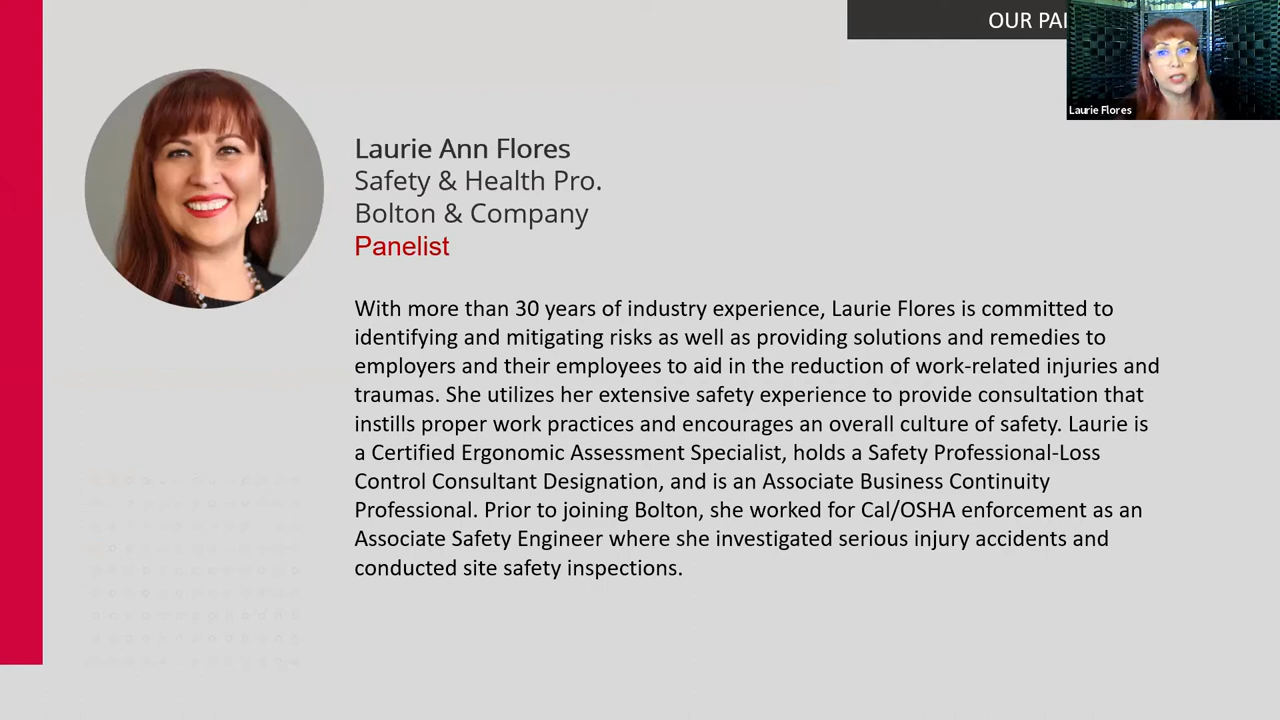 OUR PA
Laurie Flores
Laurie Ann Flores
Safety & Health Pro.
Bolton & Company
Panelist
With more than 30 years of industry experience, Laurie Flores is committed to
identifying and mitigating risks as well as providing solutions and remedies to
employers and their employees to aid in the reduction of work-related injuries and
traumas. She utilizes her extensive safety experience to provide consultation that
instills proper work practices and encourages an overall culture of safety. Laurie is
a Certified Ergonomic Assessment Specialist, holds a Safety Professional-Loss
Control Consultant Designation, and is an Associate Business Continuity
Professional. Prior to joining Bolton, she worked for Cal/OSHA enforcement as an
Associate Safety Engineer where she investigated serious injury accidents and
conducted site safety inspections.